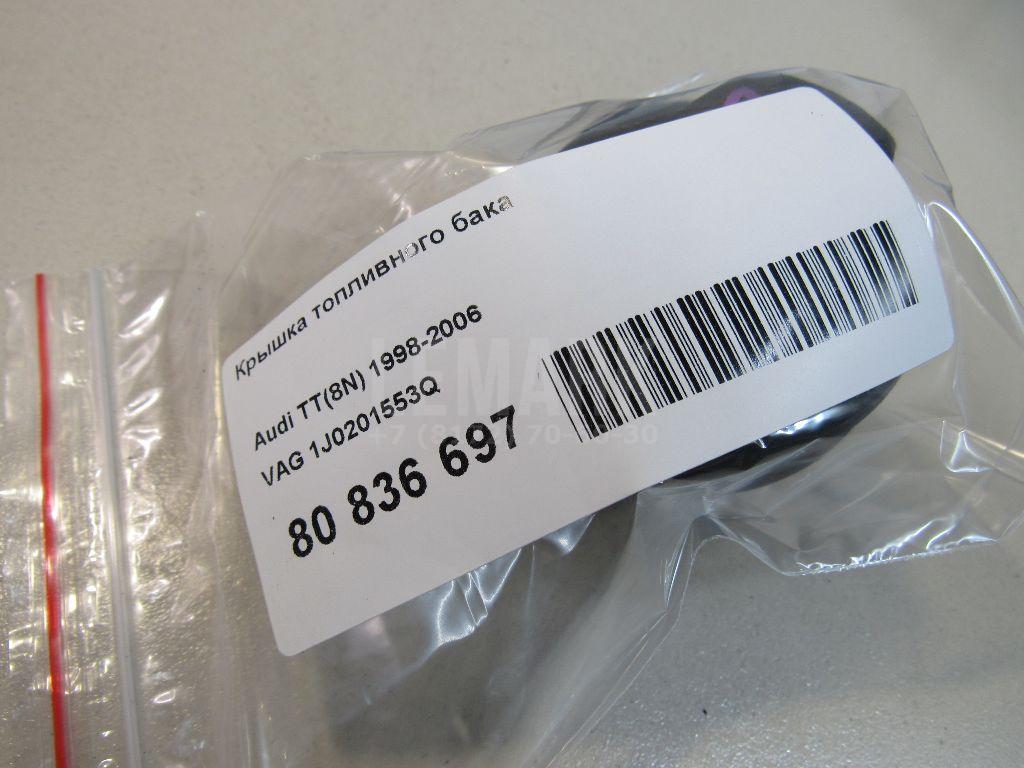 Крышка топливного бака
Audi TT(8N) 1998-2006
VAG 1J0201553Q
80 836 697